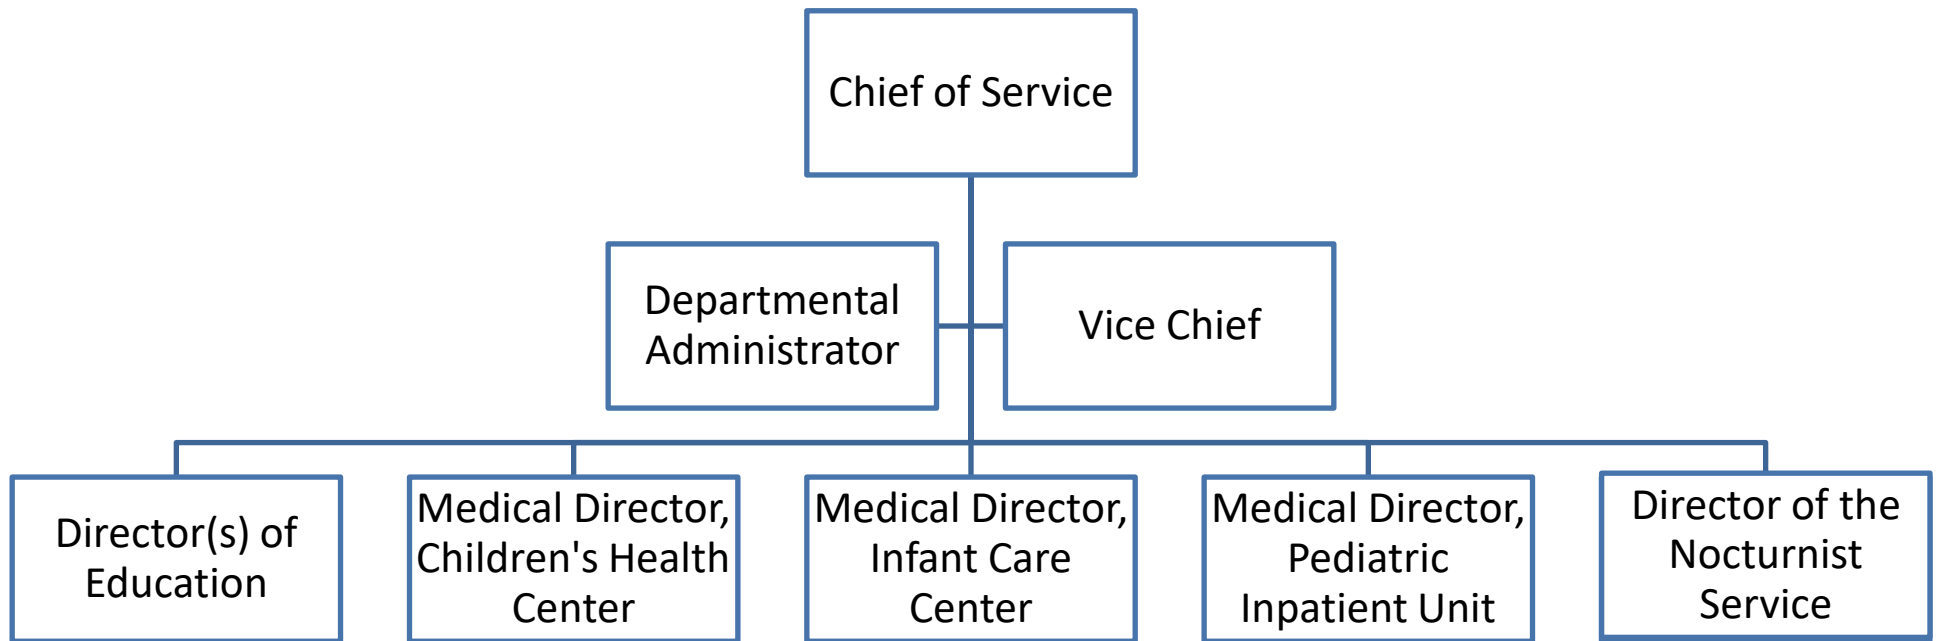 Chief of Service
Departmental
Administrator
Vice Chief
Director(s) of
Education
Medical Director,
Children's Health
Center
Medical Director,
Infant Care
Center
Medical Director,
Pediatric
Inpatient Unit
Director of the
Nocturnist
Service